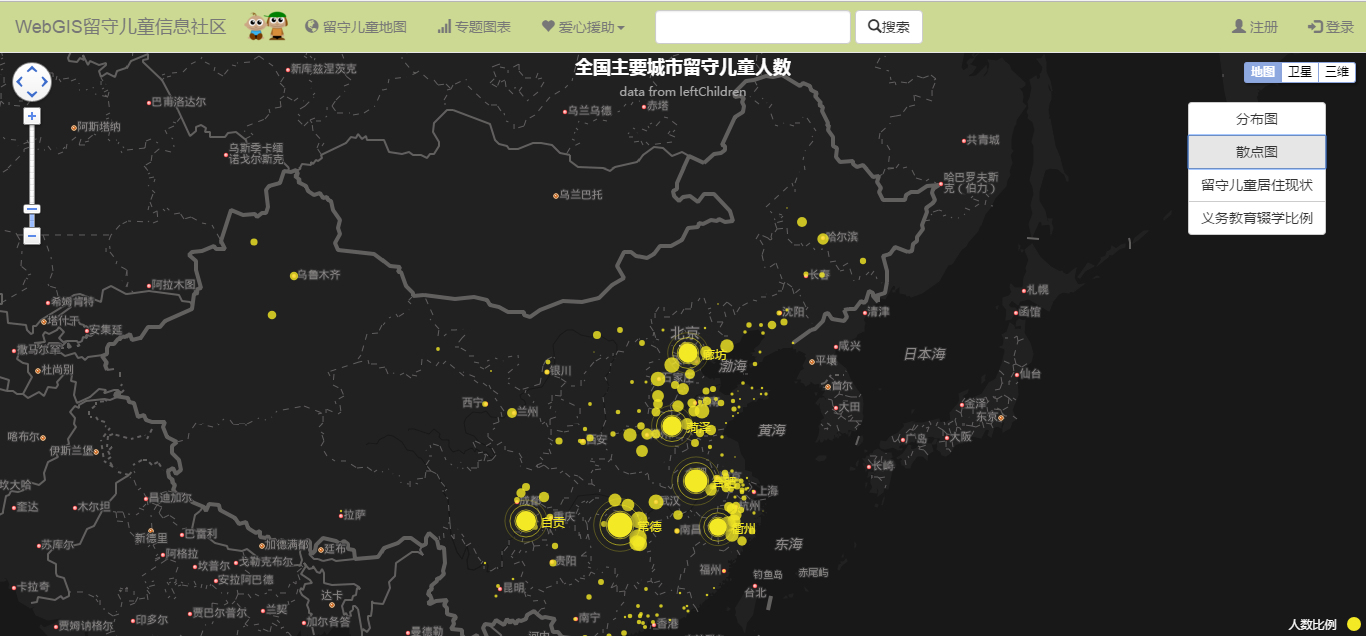 WebGIS留守儿童信息社区
留守儿童地图
专题图表
爱心援助
搜索
注册
登录
全国主要城市留守儿童人数
data from leftChildren
地图
卫星
三维
分布图
散点图
留守儿童居住现状
义务教育辍学比例
新库兹涅茨克
巴甫洛达尔
阿斯塔纳
乌兰乌德
赤塔
共青城
乌斯季卡缅
诺戈尔斯克
哈巴罗夫斯
克（伯力）
乌兰巴托
哈尔滨
乌鲁木齐
长春
阿拉木图
希姆肯特
塔什干
安集延
撒马尔罕
杜尚别
沈阳
清津
札幌
函馆
北京
廊坊
渤海
咸兴
平壤
日本海
银川
首尔
仙台
西宁
兰州
大田
金泽
东京
菏泽
黄海
广岛
大阪
喀布尔
伊斯兰堡
西安
长崎
坎大哈
奎达
木尔坦
昌迪加尔
成都
武汉
上海
杭州
拉萨
自贡
重庆
常德
南昌
衢州
新德里
巴雷利
苏库尔
阿格拉
加德满都
廷布
东海
坎普尔
戈勒克布尔
贵阳
福州
钓鱼岛
赤尾屿
卡拉奇
安拉阿巴德
昆明
台北
达卡
贾巴尔普尔
兰契
印多尔
加尔各答
南宁
香港
贾姆讷格尔
曼德勒
河内
人数比例